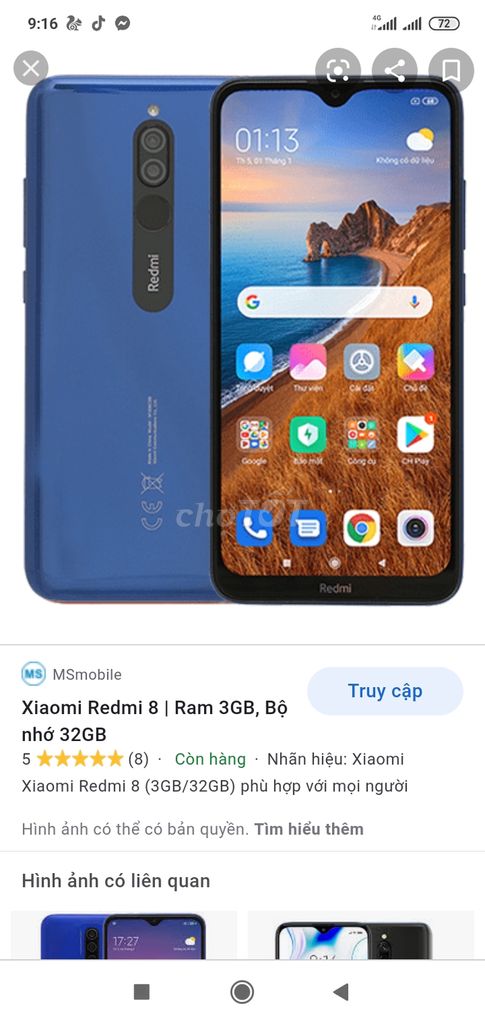 9:16
4G
72
01:13
Th 5, 01 Tháng 1
Không có dữ liệu
Redmi
Thư viện
Cài đặt
Chủ đề
1
Google
Bảo mật
Công cụ
CH Play
choTỐT
Redmi
MS MSmobile
Truy cập
Xiaomi Redmi 8 | Ram 3GB, Bộ
nhớ 32GB
5 ★★★★★ (8) · Còn hàng · Nhãn hiệu: Xiaomi
Xiaomi Redmi 8 (3GB/32GB) phù hợp với mọi người
Hình ảnh có thể có bản quyền. Tìm hiểu thêm
Hình ảnh có liên quan
17:27